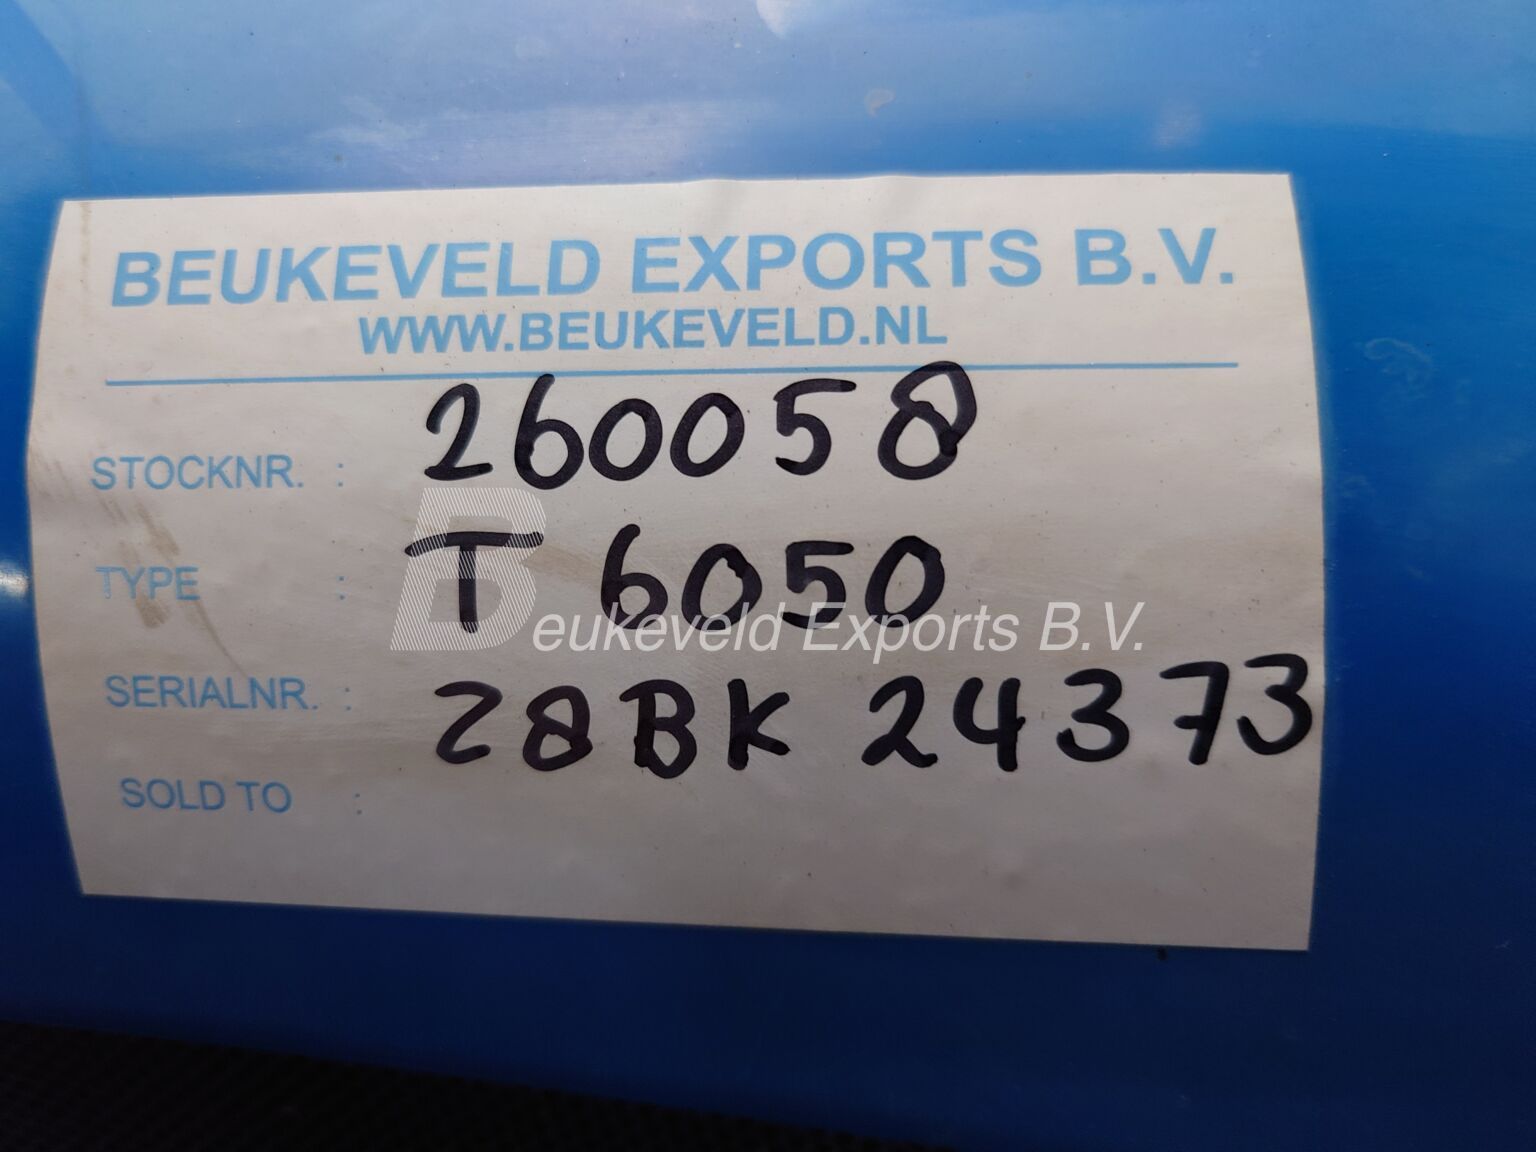 BEUKEVELD EXPORTS B.V.
WWW.BEUKEVELD.NL
STOCKNR. : 260058
TYPE : T 6050
Beukeveld Exports B.V.
SERIALNR. : Z8BK 24373
SOLD TO :